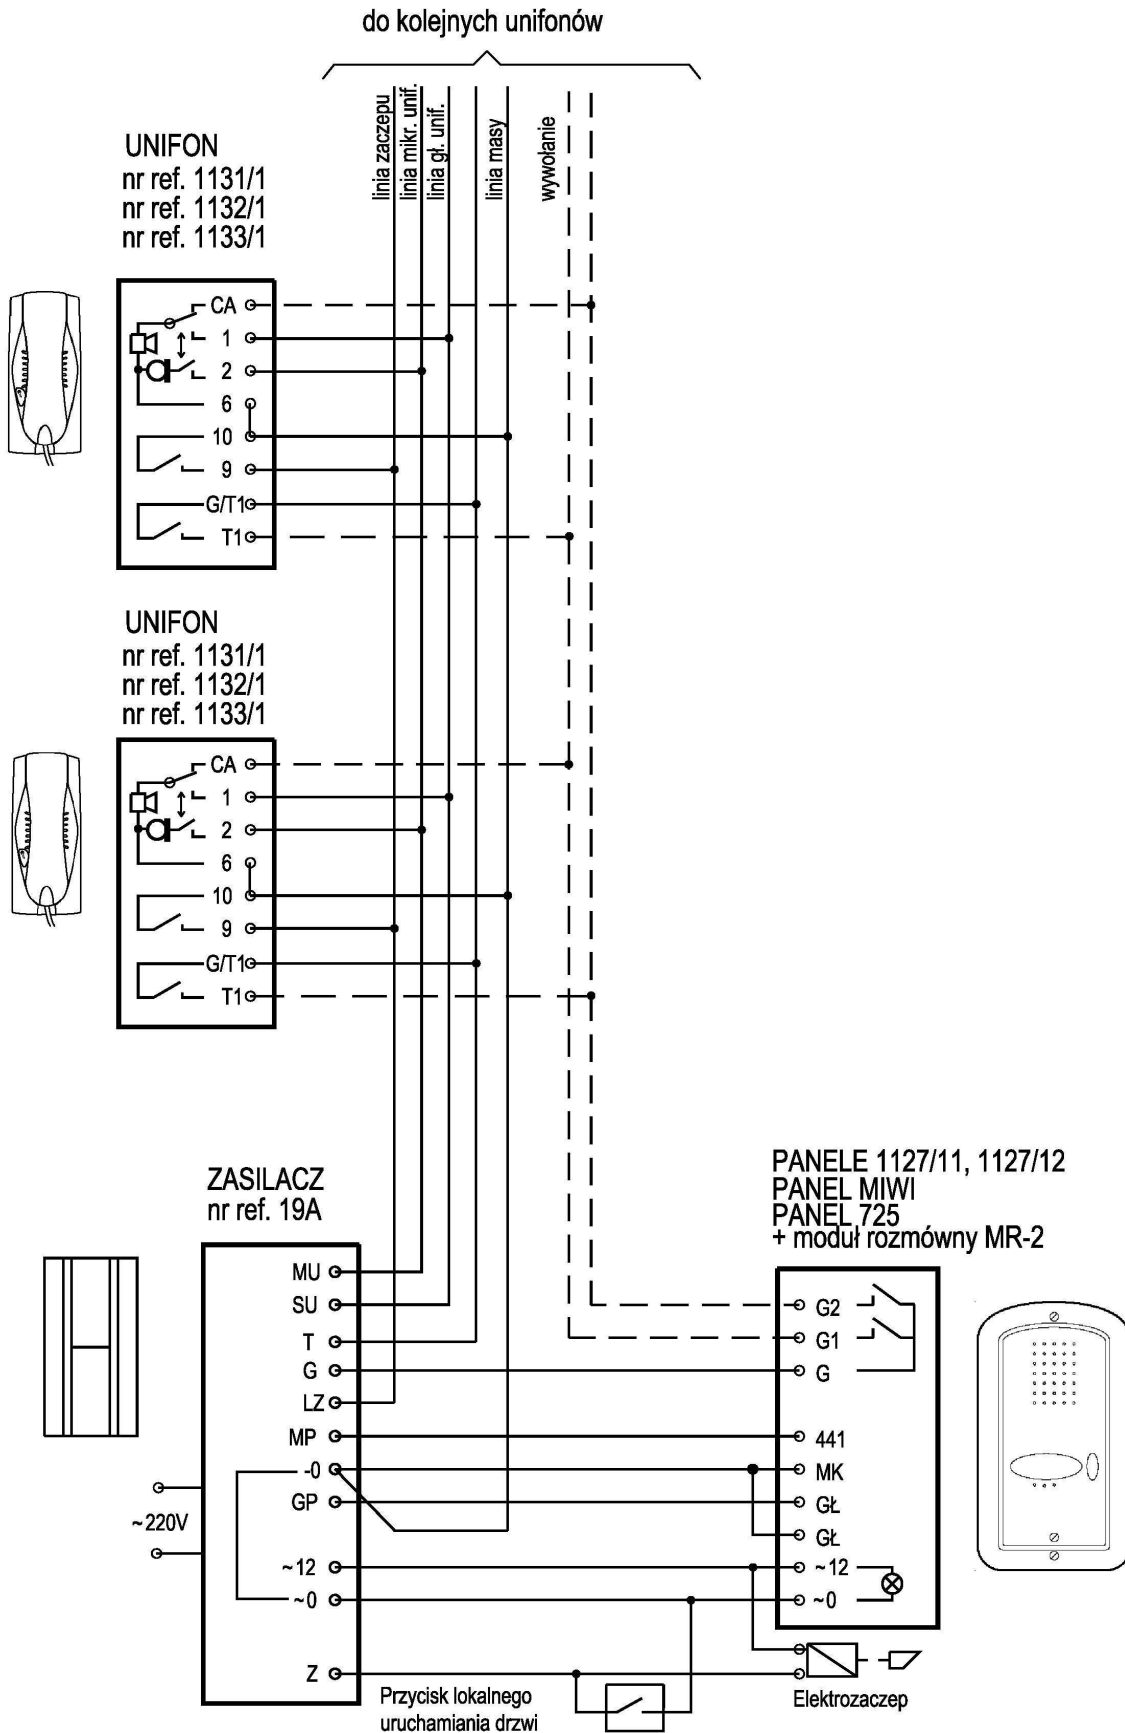 do kolejnych unifonów
linia zaczepu
linia mikr. unif.
linia gł. unif.
linia masy
wywołanie
UNIFON
nr ref. 1131/1
nr ref. 1132/1
nr ref. 1133/1
CA
1
2
6
10
9
G/T1
T1
UNIFON
nr ref. 1131/1
nr ref. 1132/1
nr ref. 1133/1
CA
1
2
6
10
9
G/T1
T1
ZASILACZ
nr ref. 19A
MU
SU
T
G
LZ
MP
-0
GP
~12
~0
Z
~220V
PANELE 1127/11, 1127/12
PANEL MIWI
PANEL 725
+ moduł rozmówny MR-2
G2
G1
G
441
MK
GŁ
GŁ
~12
~0
Przycisk lokalnego
uruchamiania drzwi
Elektrozaczep